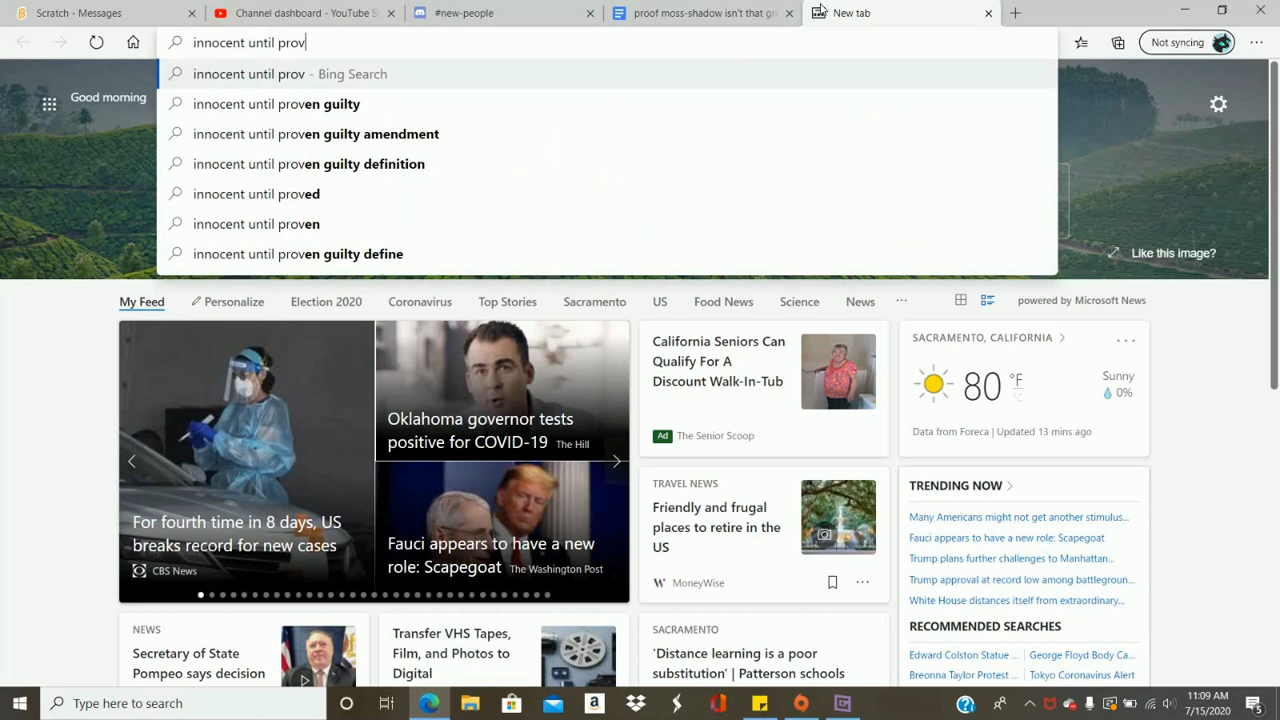 Scratch - Messages
Channel dashboard - YouTube S
#new-people
proof moss-shadow isn't that gr
New tab
innocent until prov
Not syncing
innocent until prov - Bing Search
innocent until proven guilty
innocent until proven guilty amendment
innocent until proven guilty definition
innocent until proved
innocent until proven
innocent until proven guilty define
Good morning
Like this image?
My Feed
Personalize
Election 2020
Coronavirus
Top Stories
Sacramento
US
Food News
Science
News
powered by Microsoft News
For fourth time in 8 days, US
breaks record for new cases
CBS News
Oklahoma governor tests
positive for COVID-19 The Hill
Fauci appears to have a new
role: Scapegoat The Washington Post
California Seniors Can
Qualify For A
Discount Walk-In-Tub
Ad The Senior Scoop
SACRAMENTO, CALIFORNIA
80 °F
°C
Sunny
0%
Data from Foreca | Updated 13 mins ago
TRAVEL NEWS
Friendly and frugal
places to retire in the
US
MoneyWise
TRENDING NOW
Many Americans might not get another stimulus...
Fauci appears to have a new role: Scapegoat
Trump plans further challenges to Manhattan...
Trump approval at record low among battlegroun...
White House distances itself from extraordinary...
RECOMMENDED SEARCHES
Edward Colston Statue ...
George Floyd Body Ca...
Breonna Taylor Protest ...
Tokyo Coronavirus Alert
NEWS
Secretary of State
Pompeo says decision
Transfer VHS Tapes,
Film, and Photos to
Digital
SACRAMENTO
'Distance learning is a poor
substitution' | Patterson schools
Type here to search
11:09 AM
7/15/2020
5